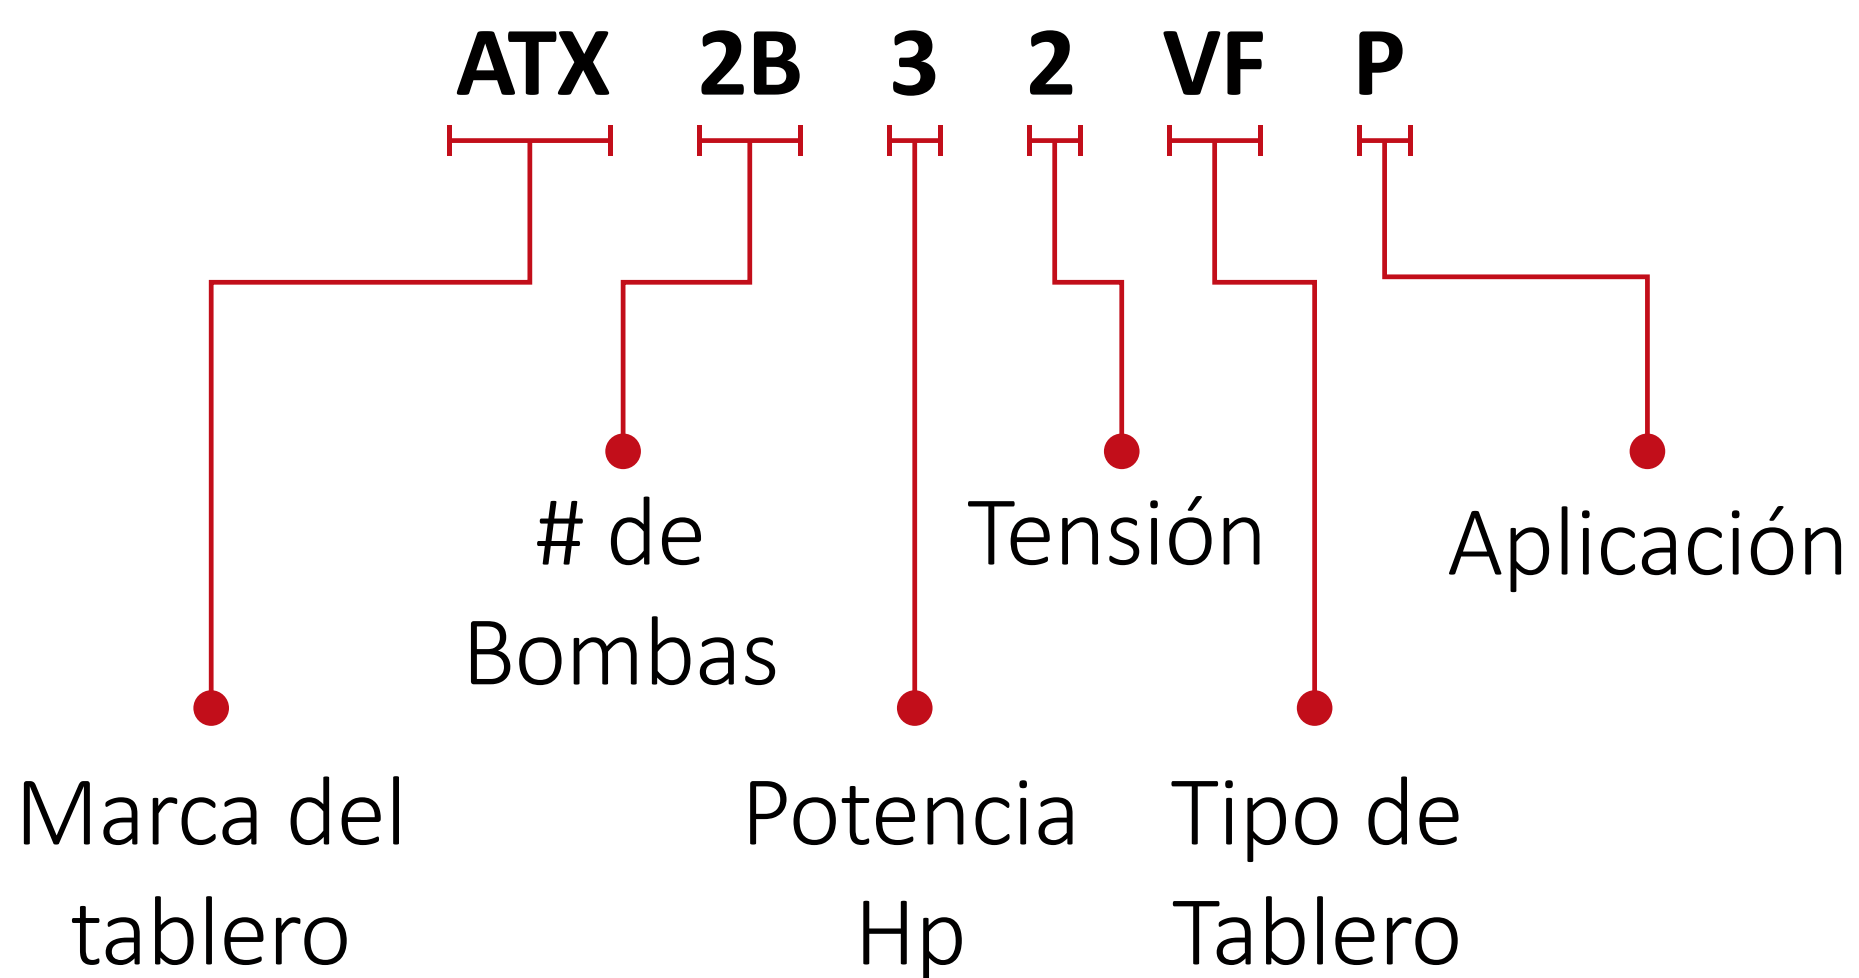 ATX 2B 3 2 VF P
# de
Bombas
Tensión
Aplicación
Marca del
tablero
Potencia
Hp
Tipo de
Tablero